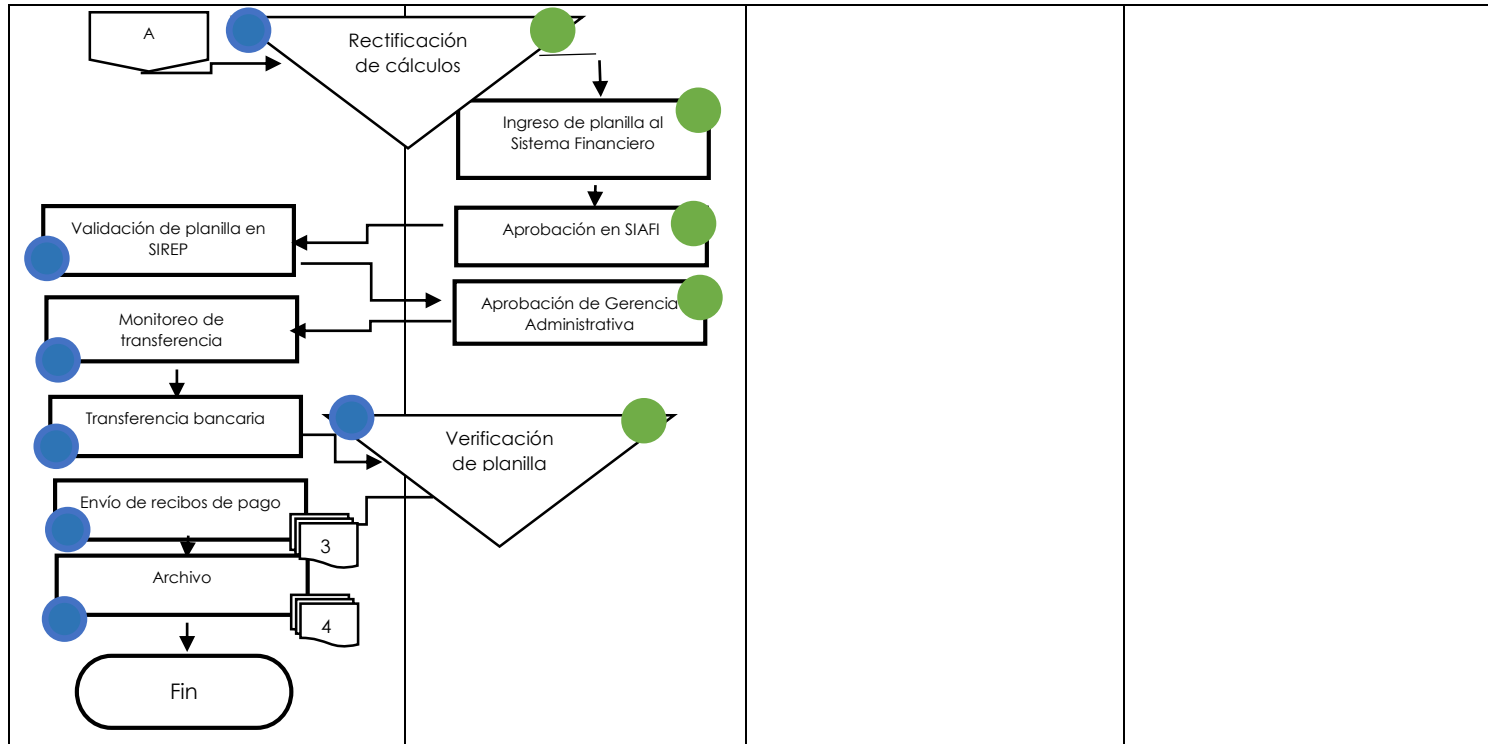 A
Rectificación
de cálculos
Ingreso de planilla al
Sistema Financiero
Validación de planilla en
SIREP
Aprobación en SIAFI
Aprobación de Gerencia
Administrativa
Monitoreo de
transferencia
Transferencia bancaria
Verificación
de planilla
Envío de recibos de pago
3
Archivo
4
Fin